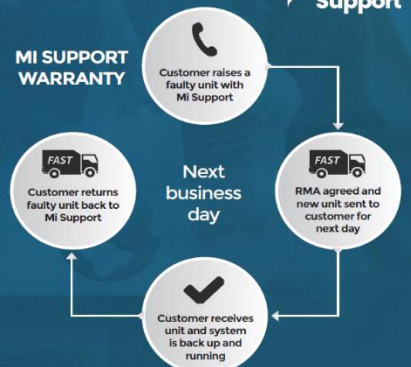 Support
MI SUPPORT
WARRANTY
Customer raises a
faulty unit with
Mi Support
FAST
RMA agreed and
new unit sent to
customer for
next day
Next
business
day
Customer receives
unit and system
is back up and
running
FAST
Customer returns
faulty unit back to
Mi Support